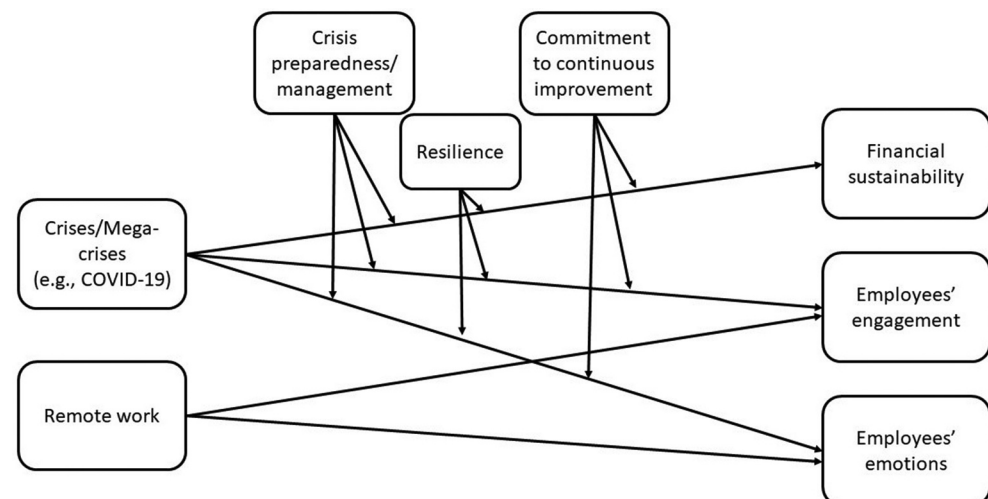 Crisis
preparedness/
management
Commitment
to continuous
improvement
Resilience
Financial
sustainability
Crises/Mega-
crises
(e.g., COVID-19)
Employees’
engagement
Remote work
Employees’
emotions